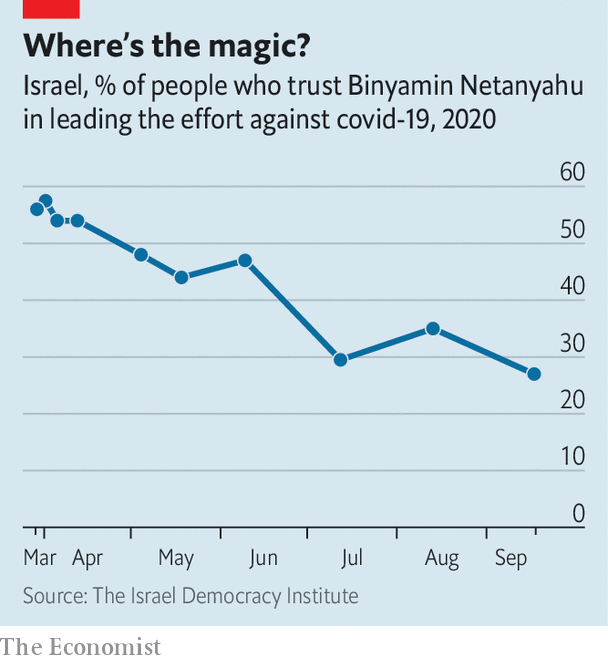 Where's the magic?
Israel, % of people who trust Binyamin Netanyahu
in leading the effort against covid-19, 2020
60
50
40
30
20
10
0
Mar Apr May Jun Jul Aug Sep
Source: The Israel Democracy Institute
The Economist